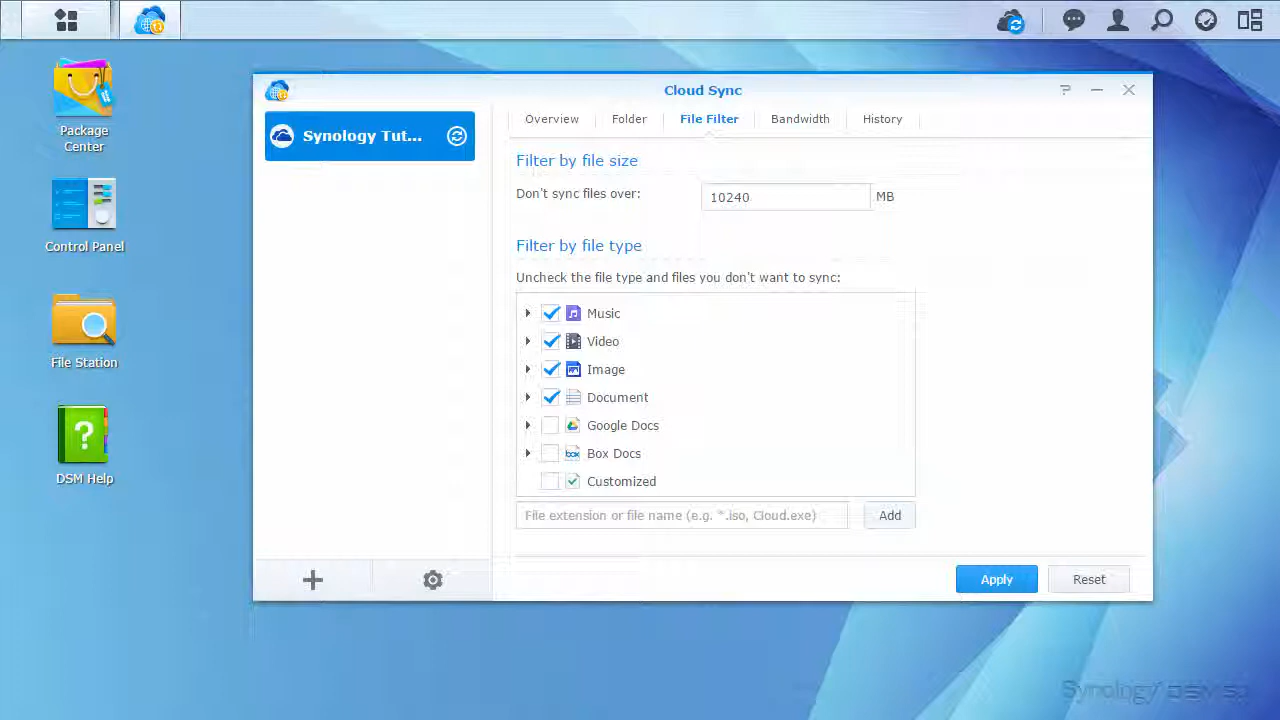 Package
Center
Control Panel
File Station
DSM Help
Cloud Sync
Synology Tut...
Overview
Folder
File Filter
Bandwidth
History
Filter by file size
Don't sync files over:
10240
MB
Filter by file type
Uncheck the file type and files you don't want to sync:
Music
Video
Image
Document
Google Docs
Box Docs
Customized
File extension or file name (e.g. *.iso, Cloud.exe)
Add
Apply
Reset
Synology